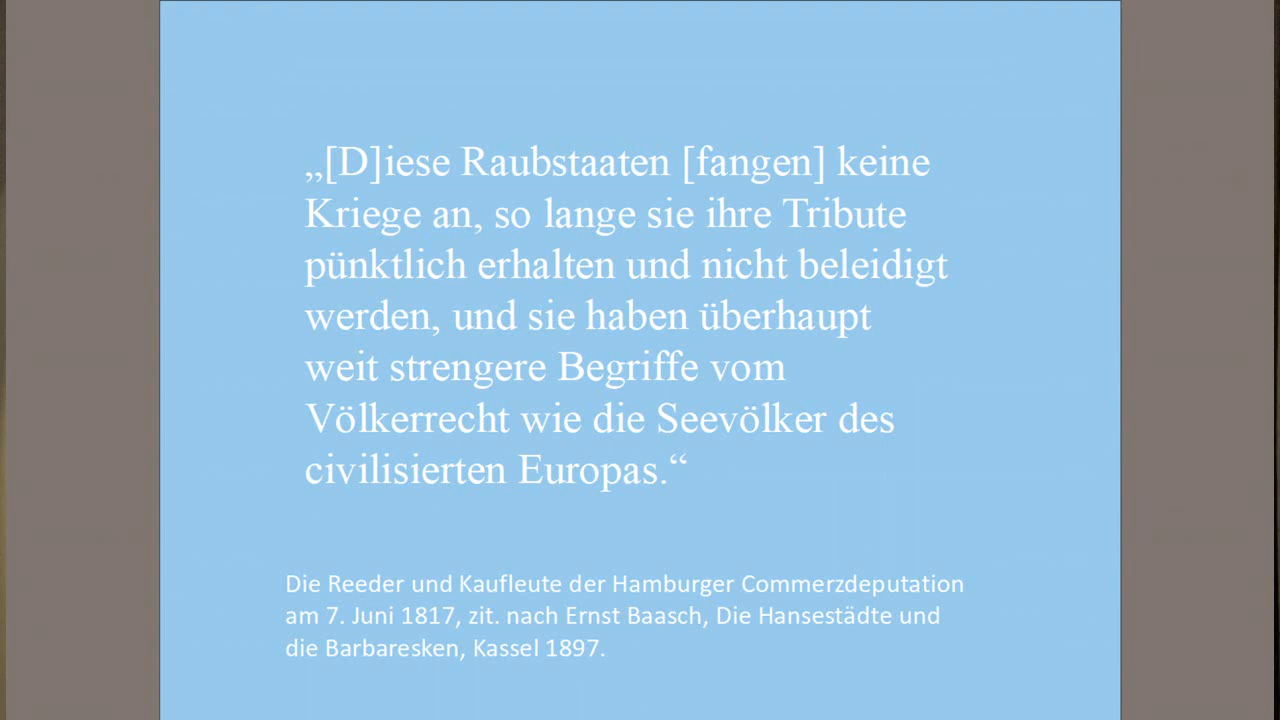 „[D]iese Raubstaaten [fangen] keine
Kriege an, so lange sie ihre Tribute
pünktlich erhalten und nicht beleidigt
werden, und sie haben überhaupt
weit strengere Begriffe vom
Völkerrecht wie die Seevölker des
civilisierten Europas.“
Die Reeder und Kaufleute der Hamburger Commerzdeputation
am 7. Juni 1817, zit. nach Ernst Baasch, Die Hansestädte und
die Barbaresken, Kassel 1897.